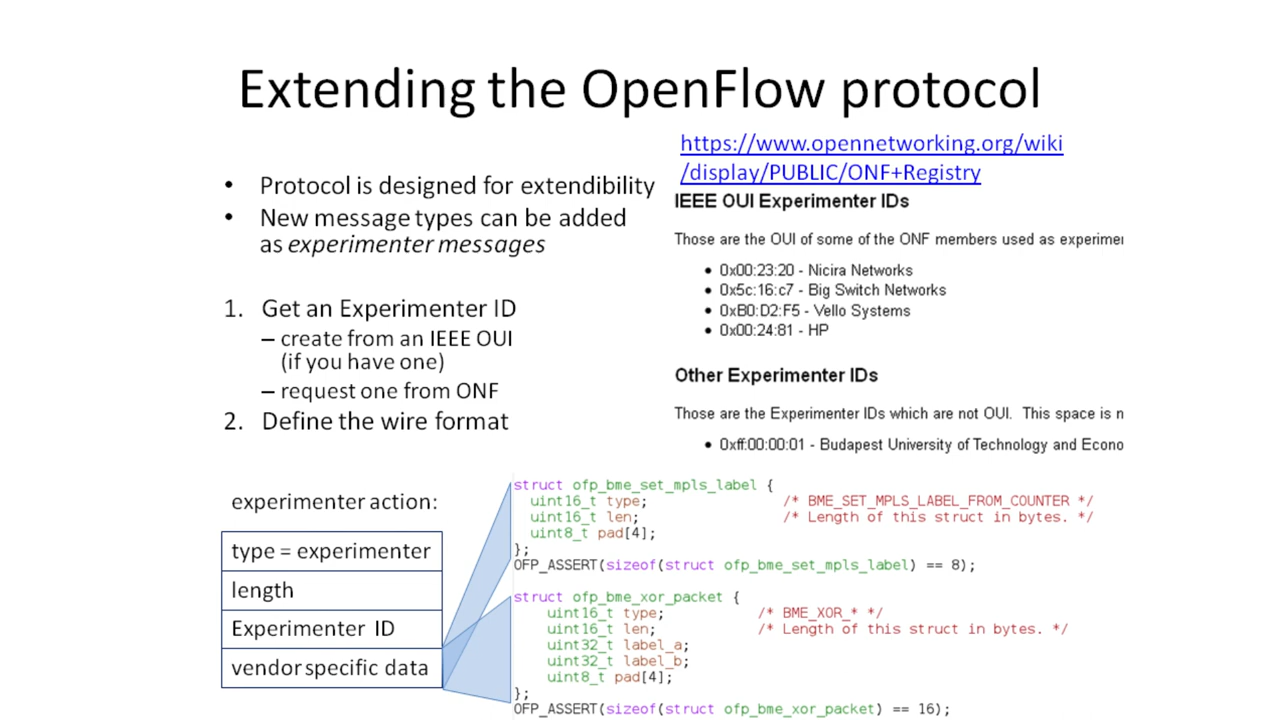 Extending the OpenFlow protocol
• Protocol is designed for extendibility
• New message types can be added
as experimenter messages
1. Get an Experimenter ID
– create from an IEEE OUI
(if you have one)
– request one from ONF
2. Define the wire format
https://www.opennetworking.org/wiki
/display/PUBLIC/ONF+Registry
IEEE OUI Experimenter IDs
Those are the OUI of some of the ONF members used as experimer
• 0x00:23:20 - Nicira Networks
• 0x5c:16:c7 - Big Switch Networks
• 0xB0:D2:F5 - Vello Systems
• 0x00:24:81 - HP
Other Experimenter IDs
Those are the Experimenter IDs which are not OUI. This space is n
• 0xff:00:00:01 - Budapest University of Technology and Econo
experimenter action:
type = experimenter
length
Experimenter ID
vendor specific data
struct ofp_bme_set_mpls_label {
uint16_t type; /* BME_SET_MPLS_LABEL_FROM_COUNTER */
uint16_t len; /* Length of this struct in bytes. */
uint8_t pad[4];
};
OFP_ASSERT(sizeof(struct ofp_bme_set_mpls_label) == 8);
struct ofp_bme_xor_packet {
uint16_t type; /* BME_XOR_* */
uint16_t len; /* Length of this struct in bytes. */
uint32_t label_a;
uint32_t label_b;
uint8_t pad[4];
};
OFP_ASSERT(sizeof(struct ofp_bme_xor_packet) == 16);